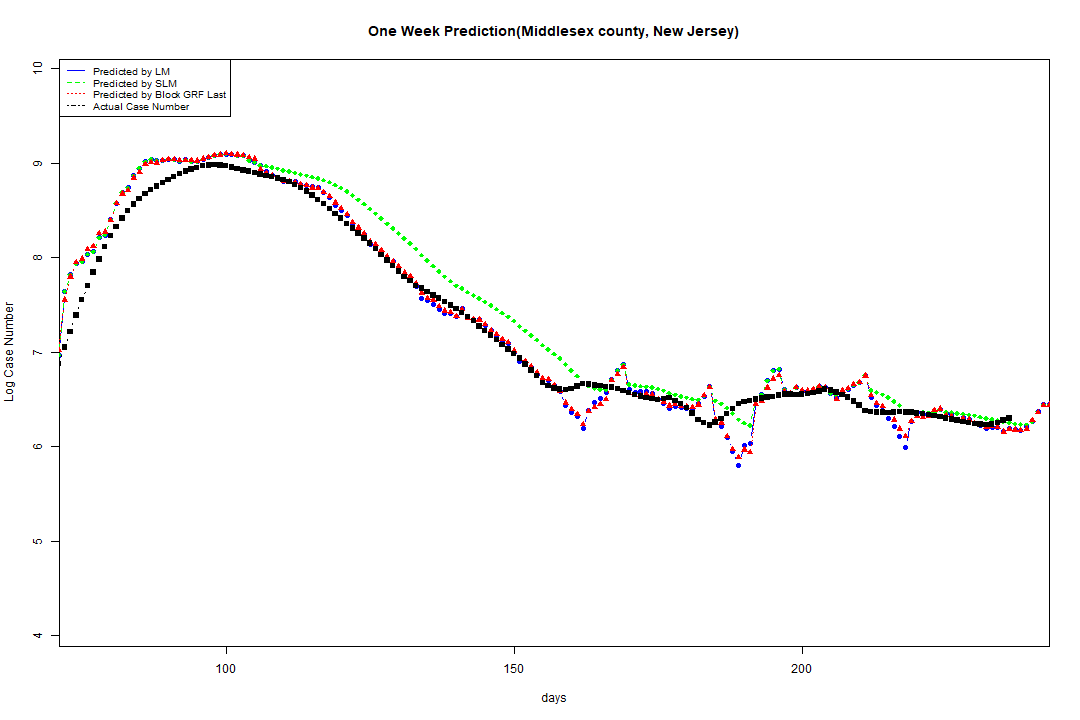 One Week Prediction(Middlesex county, New Jersey)
Predicted by LM
Predicted by SLM
Predicted by Block GRF Last
Actual Case Number
10
9
8
7
6
5
4
Log Case Number
100
150
200
days